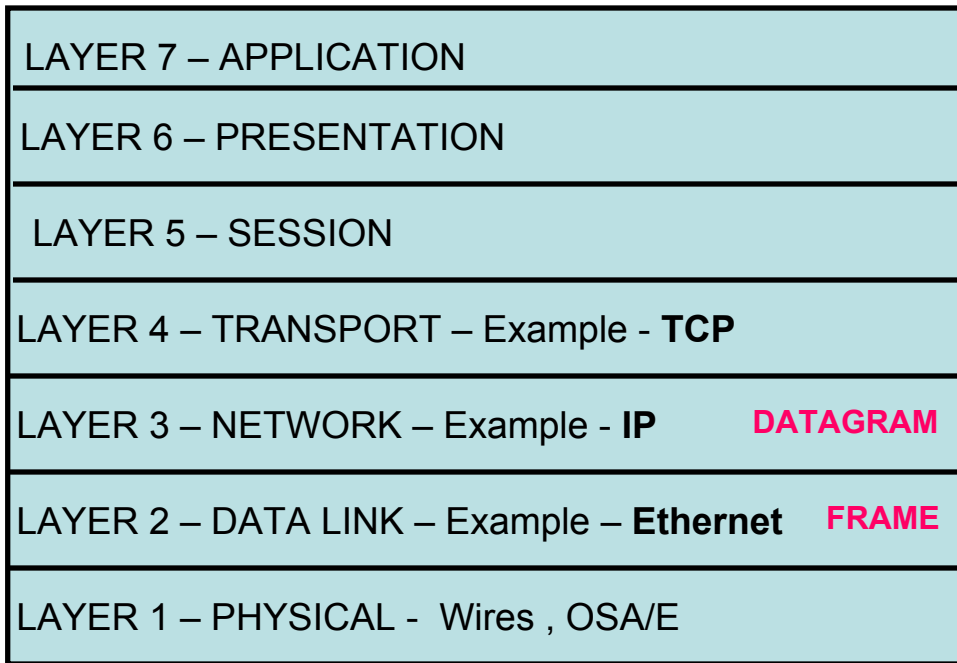 LAYER 7 – APPLICATION
LAYER 6 – PRESENTATION
LAYER 5 – SESSION
LAYER 4 – TRANSPORT – Example - TCP
LAYER 3 – NETWORK – Example - IP DATAGRAM
LAYER 2 – DATA LINK – Example – Ethernet FRAME
LAYER 1 – PHYSICAL - Wires , OSA/E